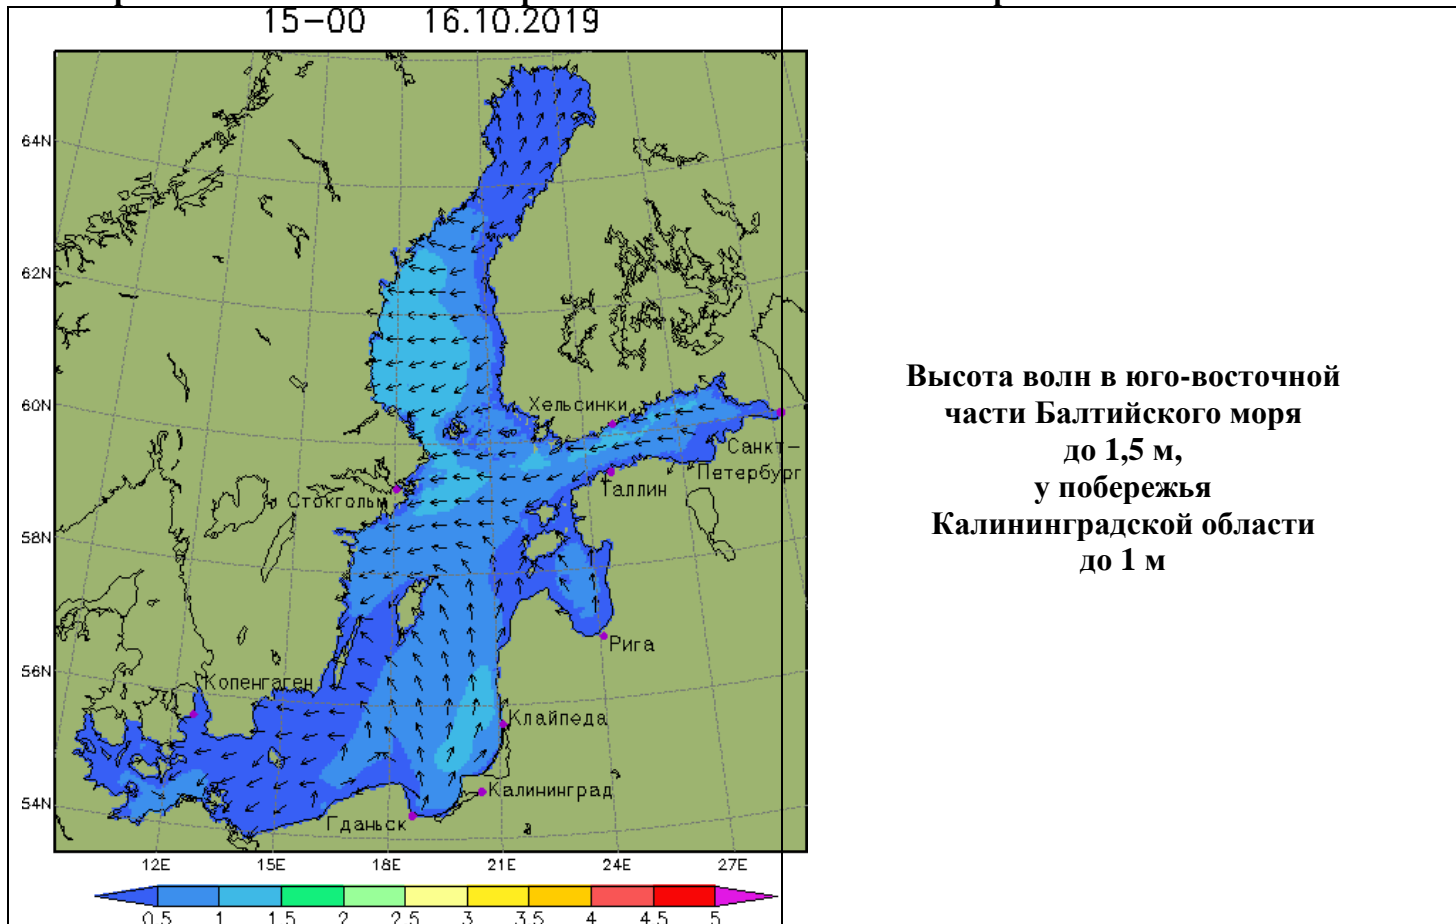 15-00 16.10.2019
64N
62N
60N
58N
56N
54N
Хельсинки
Санкт-
Петербург
Таллин
Стокгольм
Рига
Копенгаген
Клайпеда
Калининград
Гданьск
12E 15E 18E 21E 24E 27E
0.5 1 1.5 2 2.5 3 3.5 4 4.5 5
Высота волн в юго-восточной
части Балтийского моря
до 1,5 м,
у побережья
Калининградской области
до 1 м